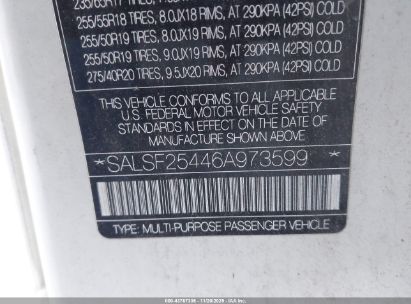 255/55R18 TIRES, 8.0JX18 RIMS, AT 290KPA (42PSI) COLD
255/50R19 TIRES, 8.0JX19 RIMS, AT 290KPA (42PSI) COLD
255/50R19 TIRES, 9.0JX19 RIMS, AT 290KPA (42PSI) COLD
275/40R20 TIRES, 9.5JX20 RIMS, AT 290KPA (42PSI) COLD
THIS VEHICLE CONFORMS TO ALL APPLICABLE
U.S. FEDERAL MOTOR VEHICLE SAFETY
STANDARDS IN EFFECT ON THE DATE OF
MANUFACTURE SHOWN ABOVE.
*SALSF25446A973599*
TYPE: MULTI-PURPOSE PASSENGER VEHICLE